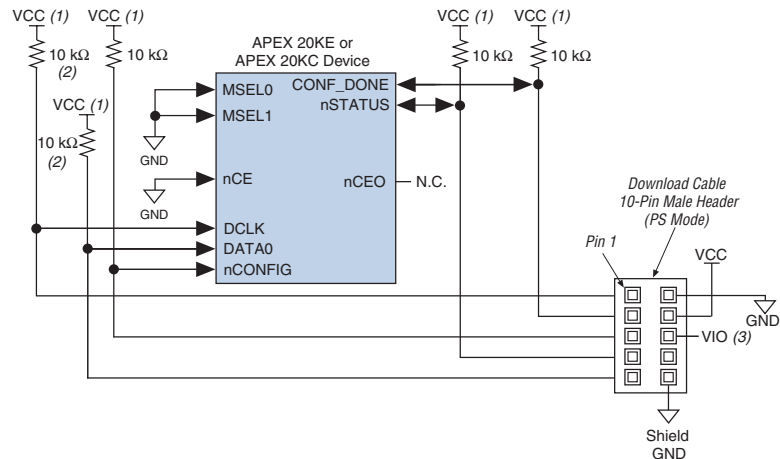 VCC (1)
VCC (1)
VCC (1)
VCC (1)
10 kΩ
(2)
10 kΩ
APEX 20KE or
APEX 20KC Device
10 kΩ
10 kΩ
VCC (1)
10 kΩ
(2)
MSEL0
MSEL1
CONF_DONE
nSTATUS
GND
nCE
nCEO
N.C.
GND
DCLK
DATA0
nCONFIG
Download Cable
10-Pin Male Header
(PS Mode)
Pin 1
VCC
GND
VIO (3)
Shield
GND